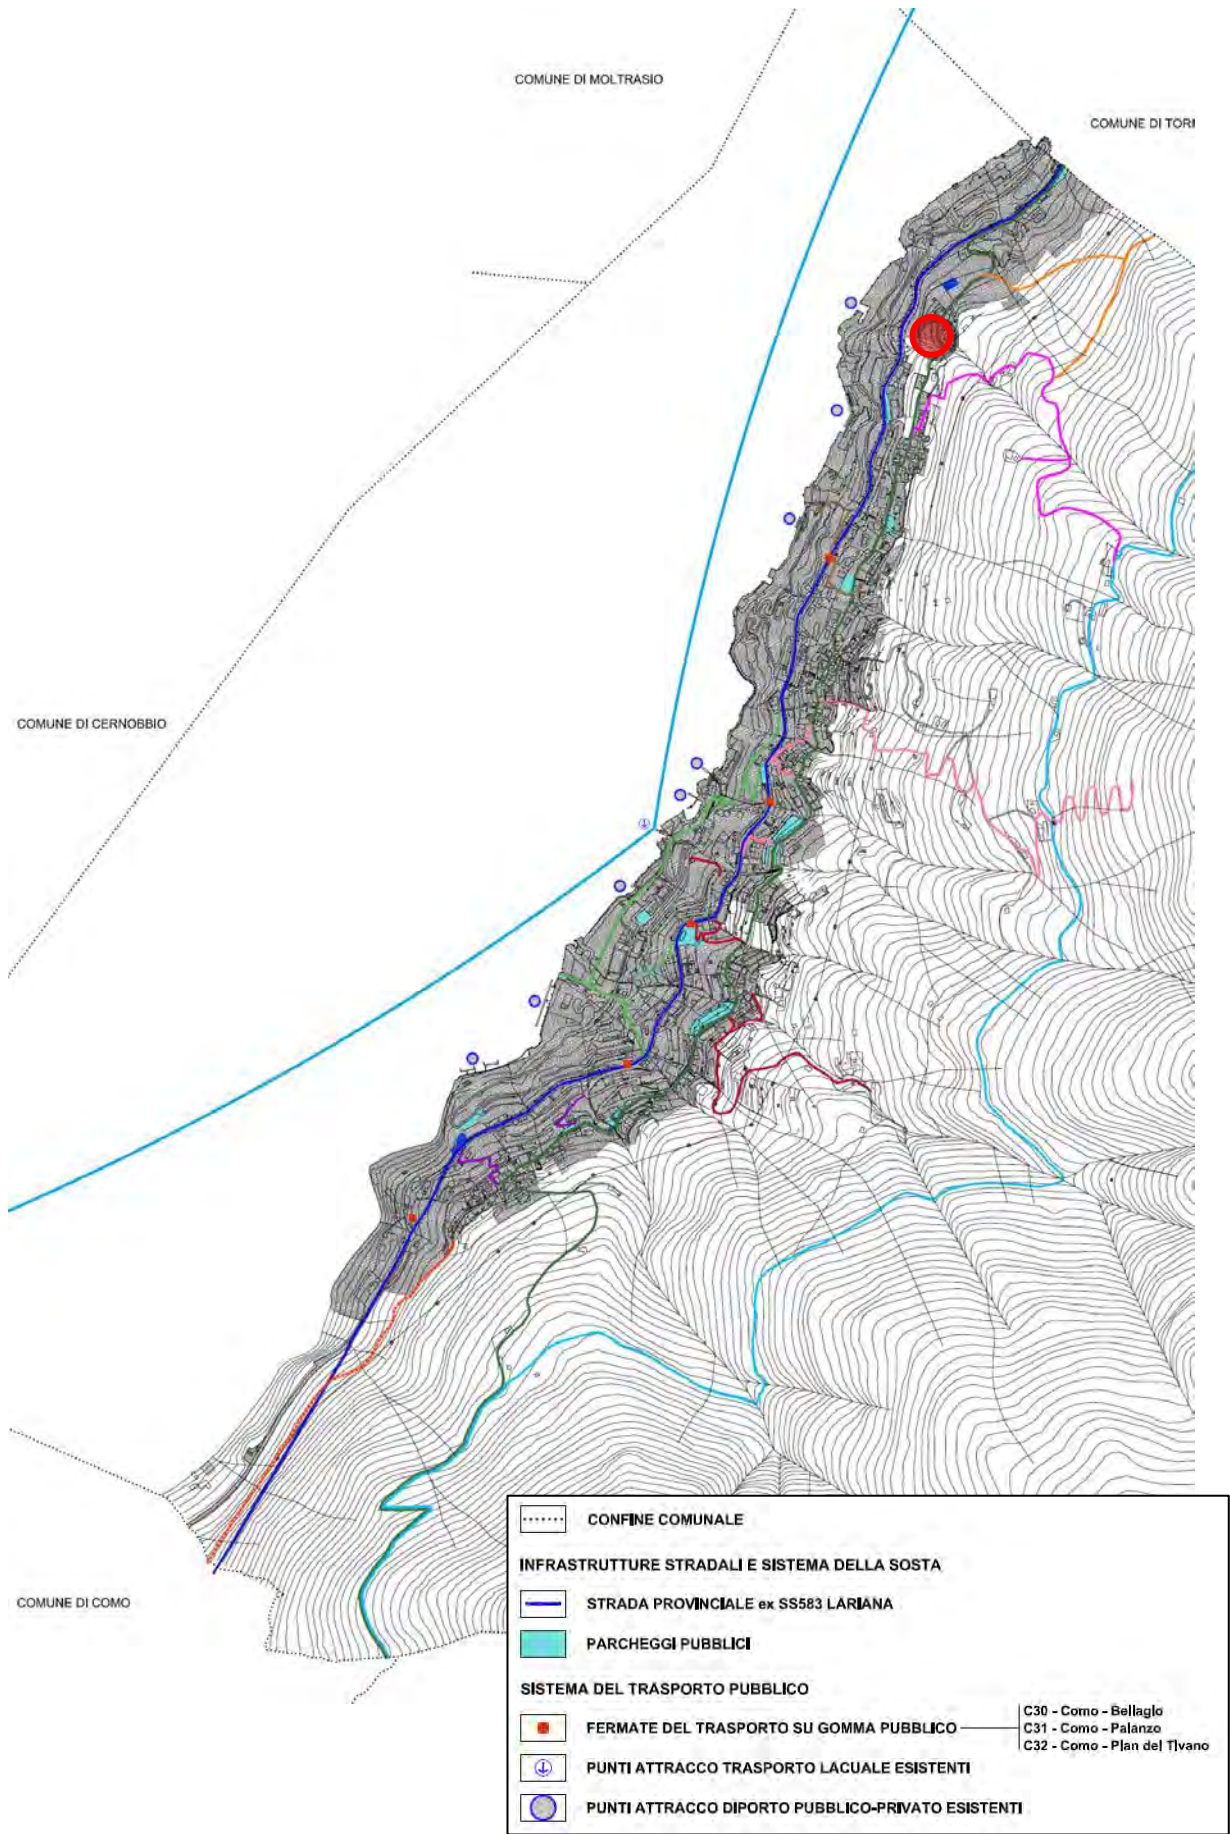 COMUNE DI MOLTRASIO
COMUNE DI TORI
COMUNE DI CERNOBBIO
COMUNE DI COMO
CONFINE COMUNALE
INFRASTRUTTURE STRADALI E SISTEMA DELLA SOSTA
STRADA PROVINCIALE ex SS583 LARIANA
PARCHEGGI PUBBLICI
SISTEMA DEL TRASPORTO PUBBLICO
FERMATE DEL TRASPORTO SU GOMMA PUBBLICO
C30 - Como - Bellagio
C31 - Como - Palanzo
C32 - Como - Pian del Tivano
PUNTI ATTRACCO TRASPORTO LACUALE ESISTENTI
PUNTI ATTRACCO DIPORTO PUBBLICO-PRIVATO ESISTENTI